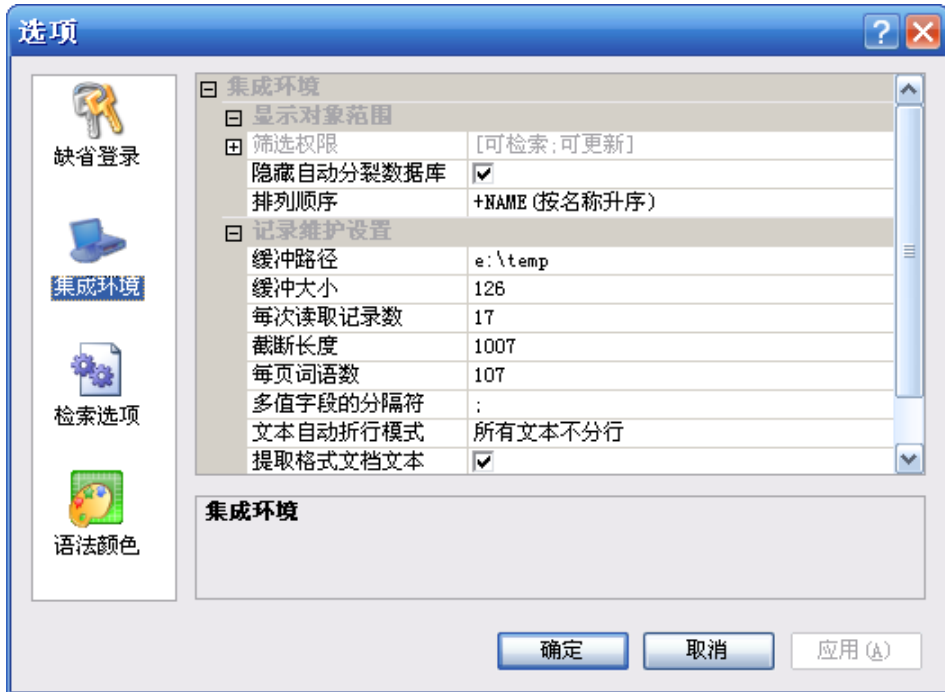 选项
缺省登录
集成环境
检索选项
语法颜色
集成环境
显示对象范围
筛选权限 [可检索;可更新]
隐藏自动分裂数据库
排列顺序 +NAME(按名称升序)
记录维护设置
缓冲路径 e:\temp
缓冲大小 126
每次读取记录数 17
截断长度 1007
每页词语数 107
多值字段的分隔符 ;
文本自动折行模式 所有文本不分行
提取格式文档文本
集成环境
确定 取消 应用(A)